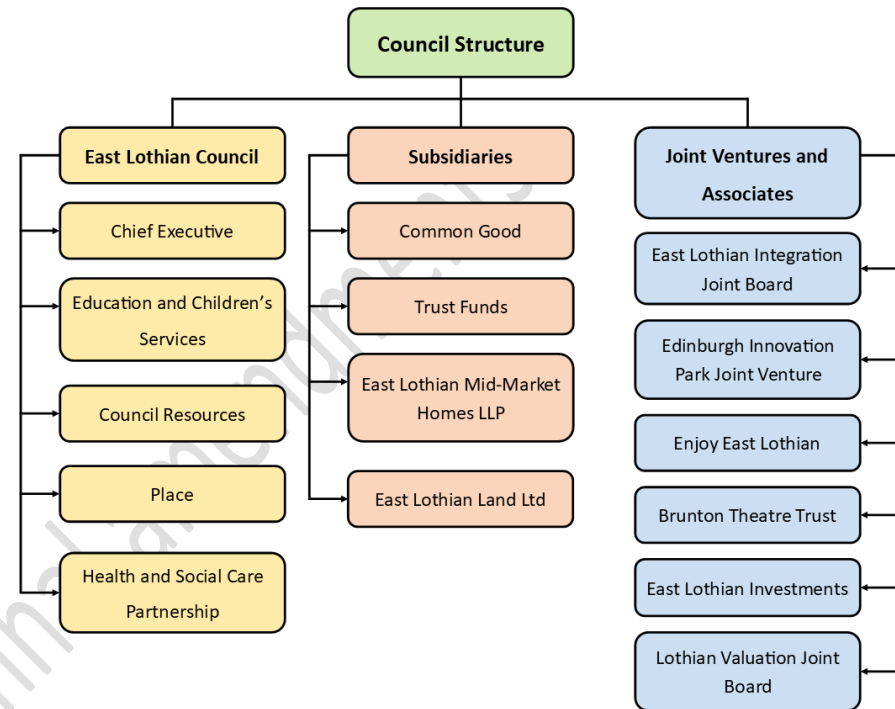 Council Structure
East Lothian Council
Chief Executive
Education and Children's
Services
Council Resources
Place
Health and Social Care
Partnership
Subsidiaries
Common Good
Trust Funds
East Lothian Mid-Market
Homes LLP
East Lothian Land Ltd
Joint Ventures and
Associates
East Lothian Integration
Joint Board
Edinburgh Innovation
Park Joint Venture
Enjoy East Lothian
Brunton Theatre Trust
East Lothian Investments
Lothian Valuation Joint
Board